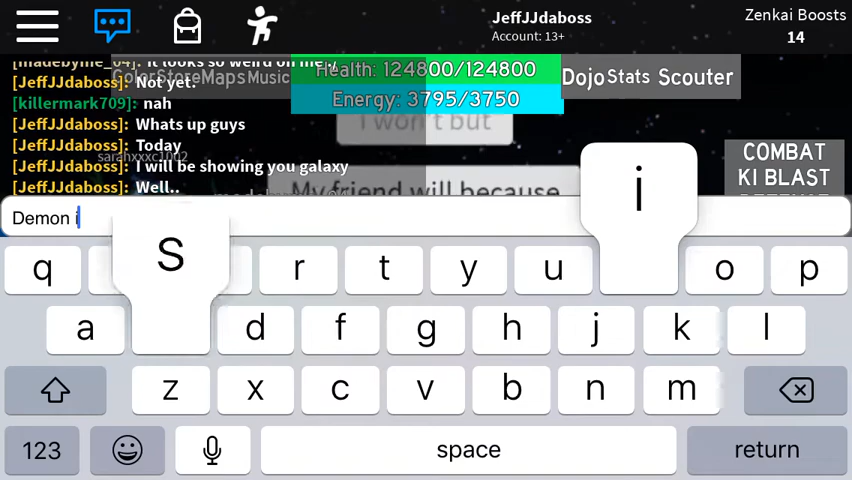 JeffJJdaboss
Account: 13+
Zenkai Boosts
14
[madebyme_04]: It looks so weird on me
ColorStoreMapsMusic
Health: 124800/124800
Energy: 3795/3750
Dojo Stats Scouter
[JeffJJdaboss]: Not yet.
[killermark709]: nah
[JeffJJdaboss]: Whats up guys
[JeffJJdaboss]: Today
[JeffJJdaboss]: I will be showing you galaxy
[JeffJJdaboss]: Well..
sarahxxxc1002
I won't but
My friend will because
COMBAT
KI BLAST
Demon i
s
i
q r t y u o p
a d f g h j k l
z x c v b n m
123 space return